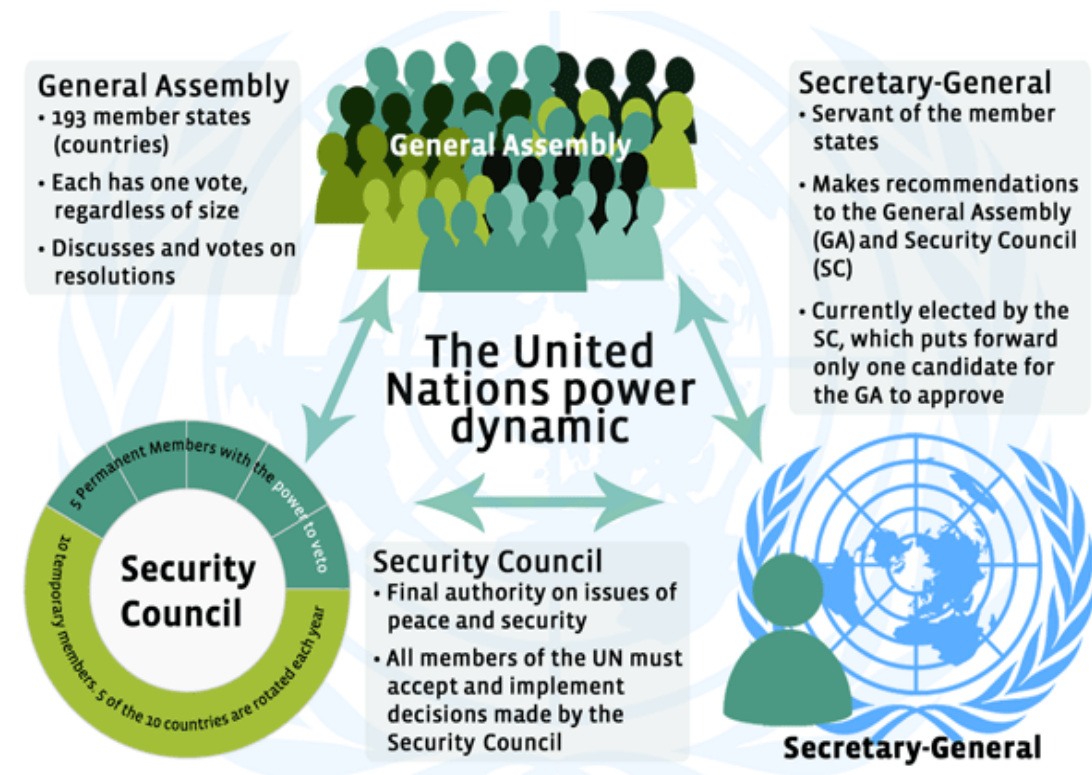 General Assembly
• 193 member states
(countries)
• Each has one vote,
regardless of size
• Discusses and votes on
resolutions
General Assembly
Secretary-General
• Servant of the member
states
• Makes recommendations
to the General Assembly
(GA) and Security Council
(SC)
• Currently elected by the
SC, which puts forward
only one candidate for
the GA to approve
The United
Nations power
dynamic
5 Permanent Members with the power to veto
10 temporary members. 5 of the 10 countries are rotated each year
Security
Council
Security Council
• Final authority on issues of
peace and security
• All members of the UN must
accept and implement
decisions made by the
Security Council
Secretary-General